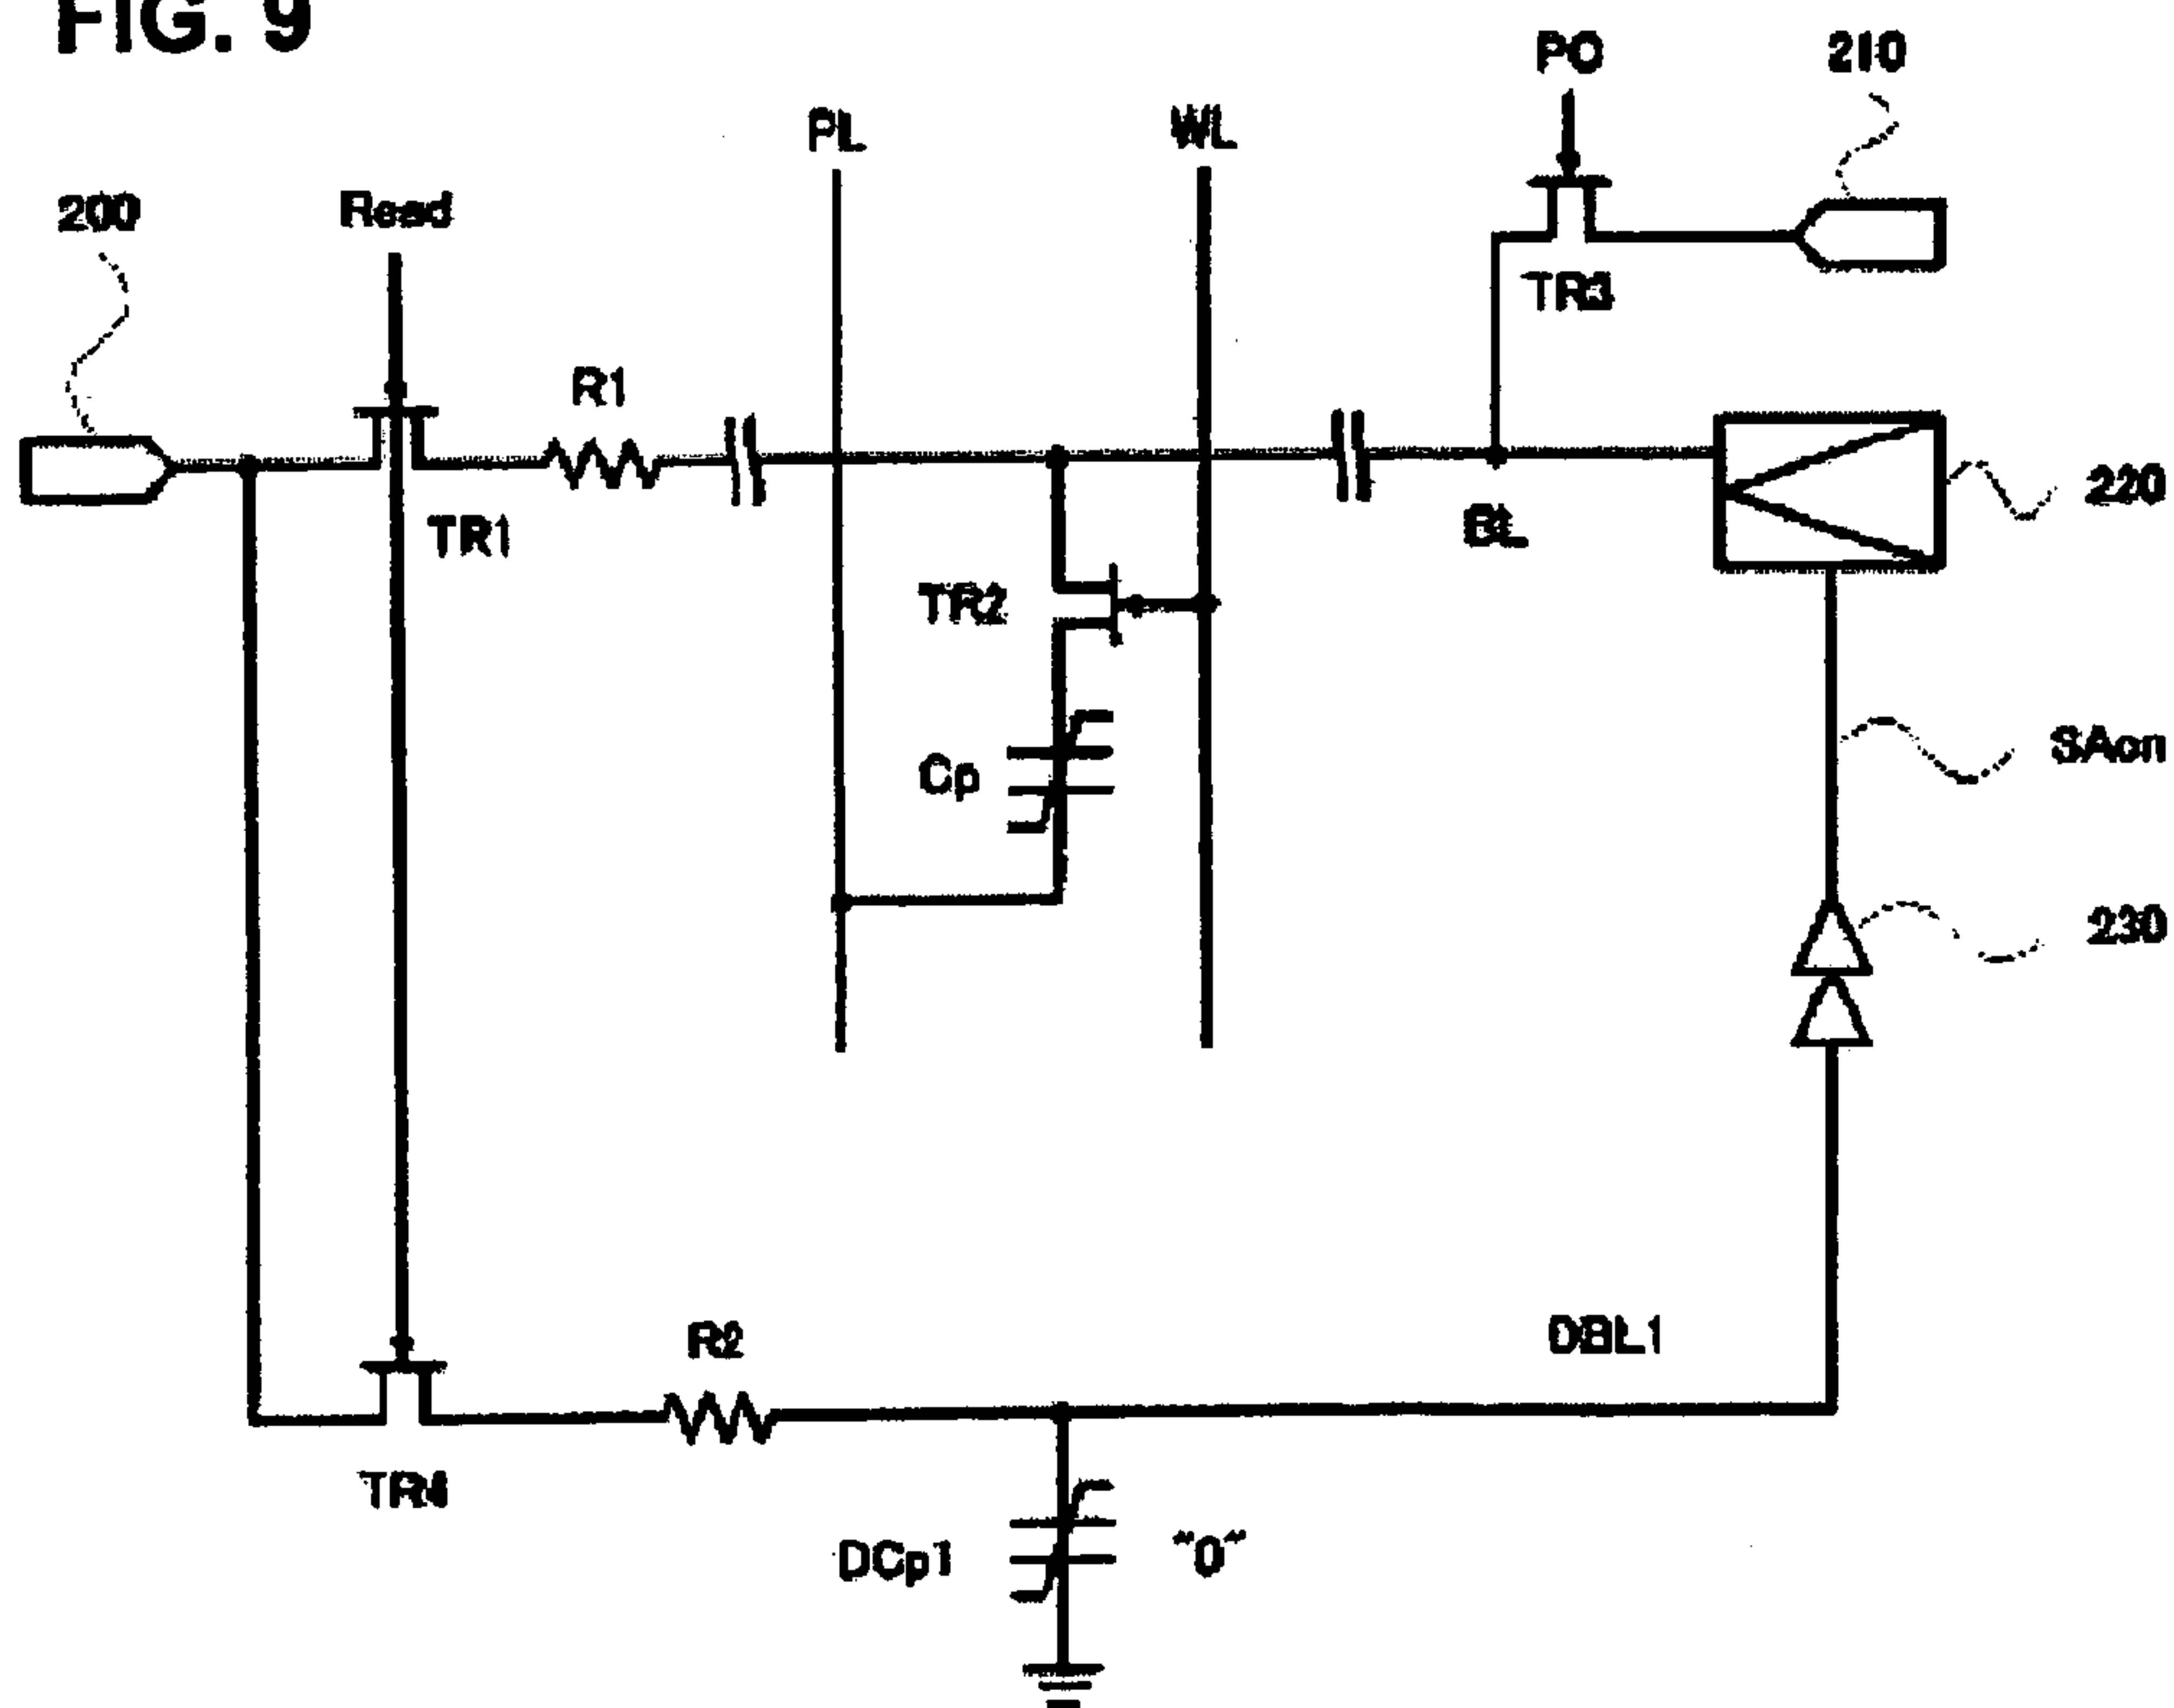 FIG. 9
PO
210
PL
WL
200
Read
TR3
R1
TR1
BL
220
TR2
SAon
Cp
230
R2
DBL1
TR4
DCp1
"0"